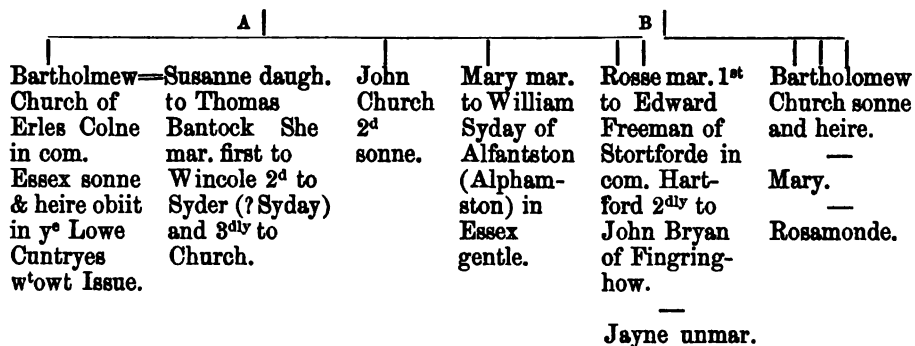 A B
Bartholmew=Susanne daugh.
Church of to Thomas
Erles Colne Bantock She
in com. mar. first to
Essex sonne Wincole 2d to
& heire obiit Syder (? Syday)
in ye Lowe and 3dly to
Cuntryes Church.
wtowt Issue.
John
Church
2d
sonne.
Mary mar.
to William
Syday of
Alfantston
(Alpham-
ston) in
Essex
gentle.
Rosse mar. 1st
to Edward
Freeman of
Stortforde in
com. Hart-
ford 2dly to
John Bryan
of Fingring-
how.
—
Jayne unmar.
Bartholomew
Church sonne
and heire.
—
Mary.
—
Rosamonde.